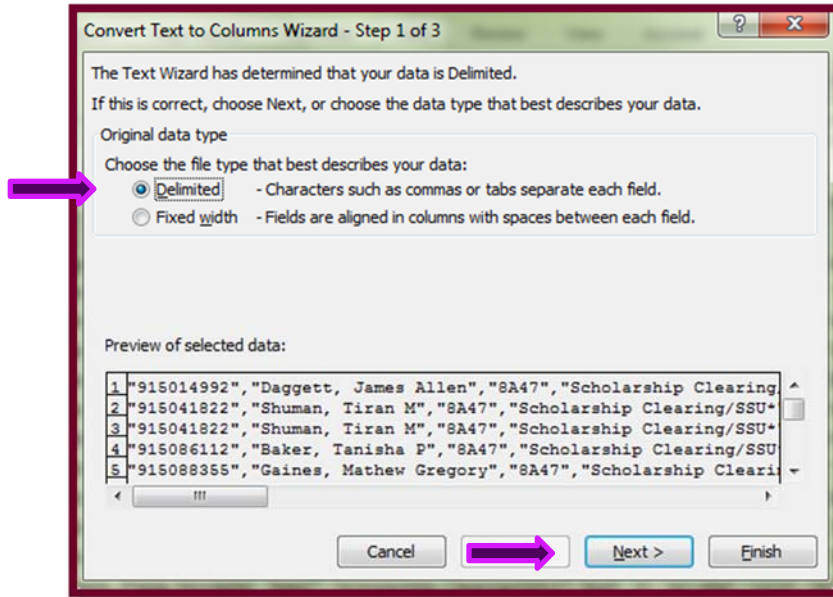 Convert Text to Columns Wizard - Step 1 of 3
The Text Wizard has determined that your data is Delimited.
If this is correct, choose Next, or choose the data type that best describes your data.
Original data type
Choose the file type that best describes your data:
Delimited - Characters such as commas or tabs separate each field.
Fixed width - Fields are aligned in columns with spaces between each field.
Preview of selected data:
1 "915014992","Daggett, James Allen","8A47","Scholarship Clearing
2 "915041822","Shuman, Tiran M","8A47","Scholarship Clearing/SSU*
3 "915041822","Shuman, Tiran M","8A47","Scholarship Clearing/SSU*
4 "915086112","Baker, Tanisha P","8A47","Scholarship Clearing/SSU
5 "915088355","Gaines, Mathew Gregory","8A47","Scholarship Cleari
Cancel Next > Finish